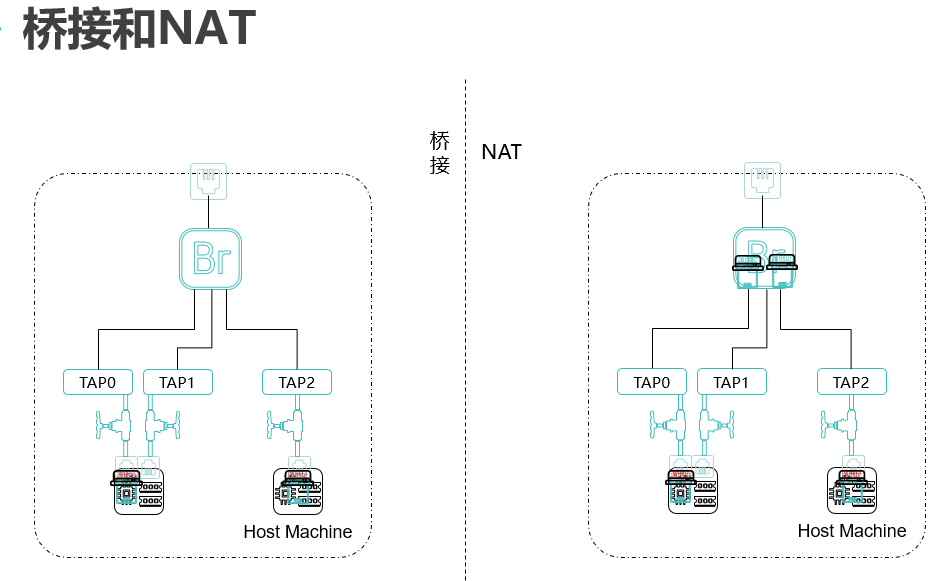 桥接和NAT
桥
接
NAT
Br
TAP0
TAP1
TAP2
Host Machine
Br
TAP0
TAP1
TAP2
Host Machine